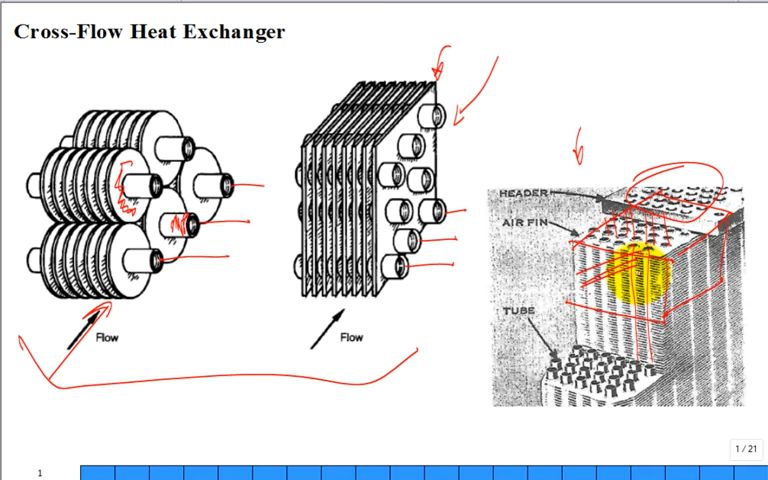 Cross-Flow Heat Exchanger
HEADER
AIR FIN
TUBE
Flow
Flow
1 / 21
1